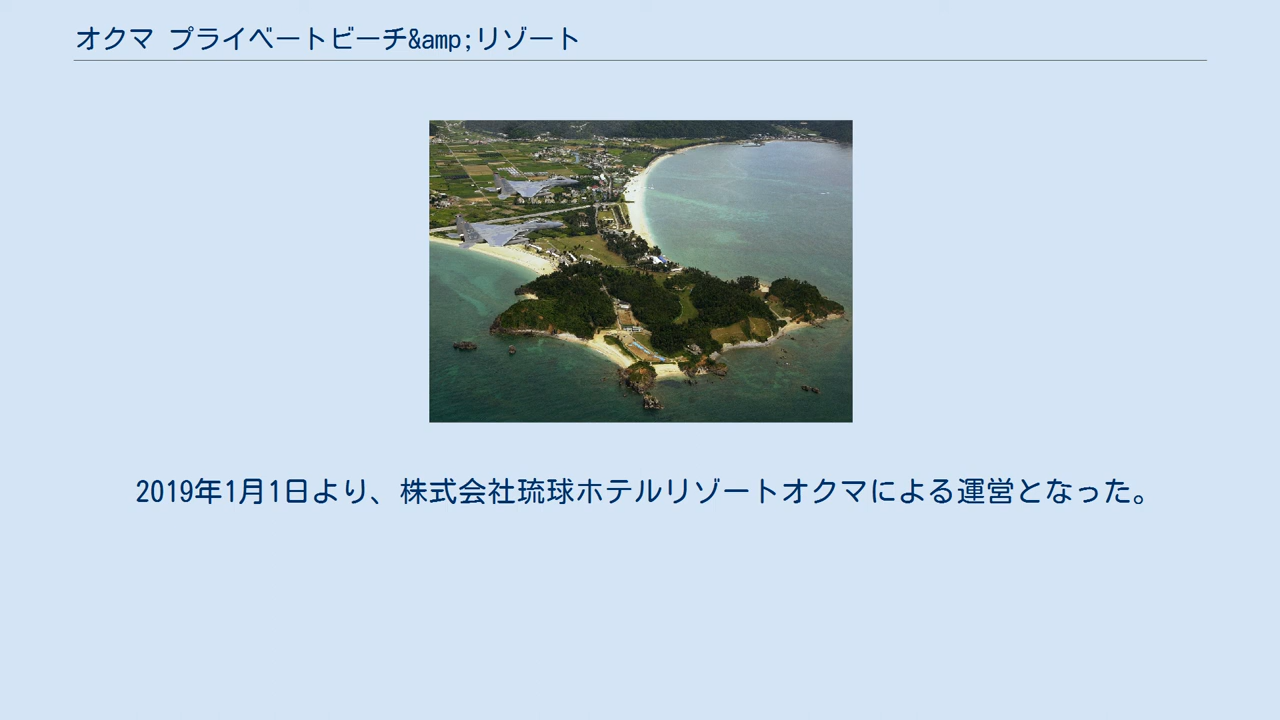 オクマ プライベートビーチ&amp;リゾート
2019年1月1日より、株式会社琉球ホテルリゾートオクマによる運営となった。